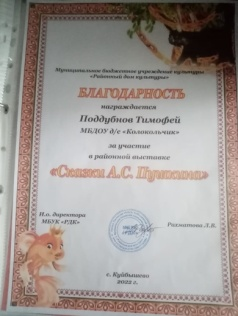 Муниципальное бюджетное учреждение культуры
«Районный дом культуры»
БЛАГОДАРНОСТЬ
награждается
Поддубнов Тимофей
МБДОУ д/с «Колокольчик»
за участие
в районной выставке
«Сказки А.С. Пушкина»
И.о. директора
МБУК «РДК»
Рахматова Л.В.
с. Куйбышево
2022 г.